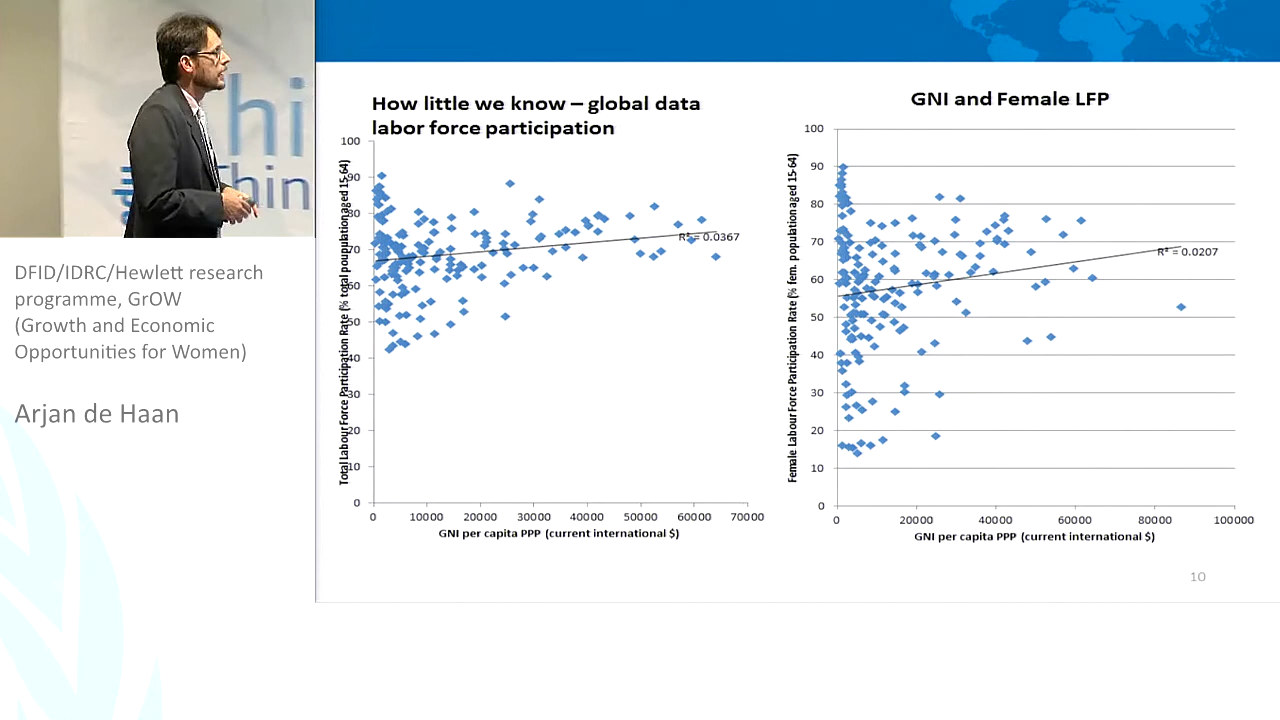 hi
Thin
DFID/IDRC/Hewlett research
programme, GrOW
(Growth and Economic
Opportunities for Women)
Arjan de Haan
How little we know – global data
labor force participation
Total Labour Force Participation Rate (% total poupulation aged 15-64)
100
90
80
70
60
50
40
30
20
10
0
R² = 0.0367
0 10000 20000 30000 40000 50000 60000 70000
GNI per capita PPP (current international $)
GNI and Female LFP
Female Labour Force Participation Rate (% fem. population aged 15-64)
100
90
80
70
60
50
40
30
20
10
0
R² = 0.0207
0 20000 40000 60000 80000 100000
GNI per capita PPP (current international $)
10